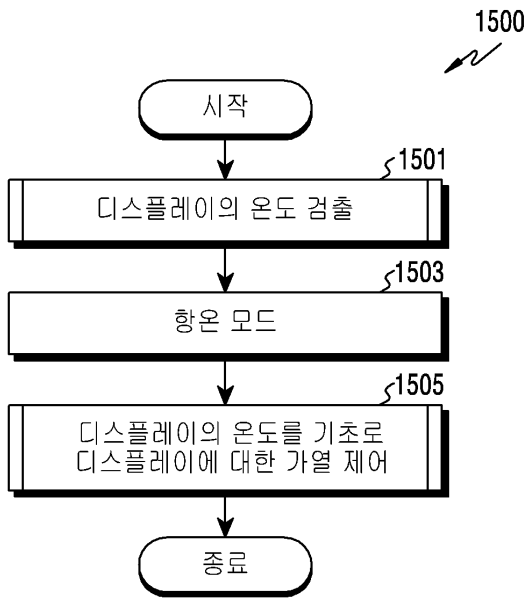 1500
시작
1501
디스플레이의 온도 검출
1503
항온 모드
1505
디스플레이의 온도를 기초로
디스플레이에 대한 가열 제어
종료